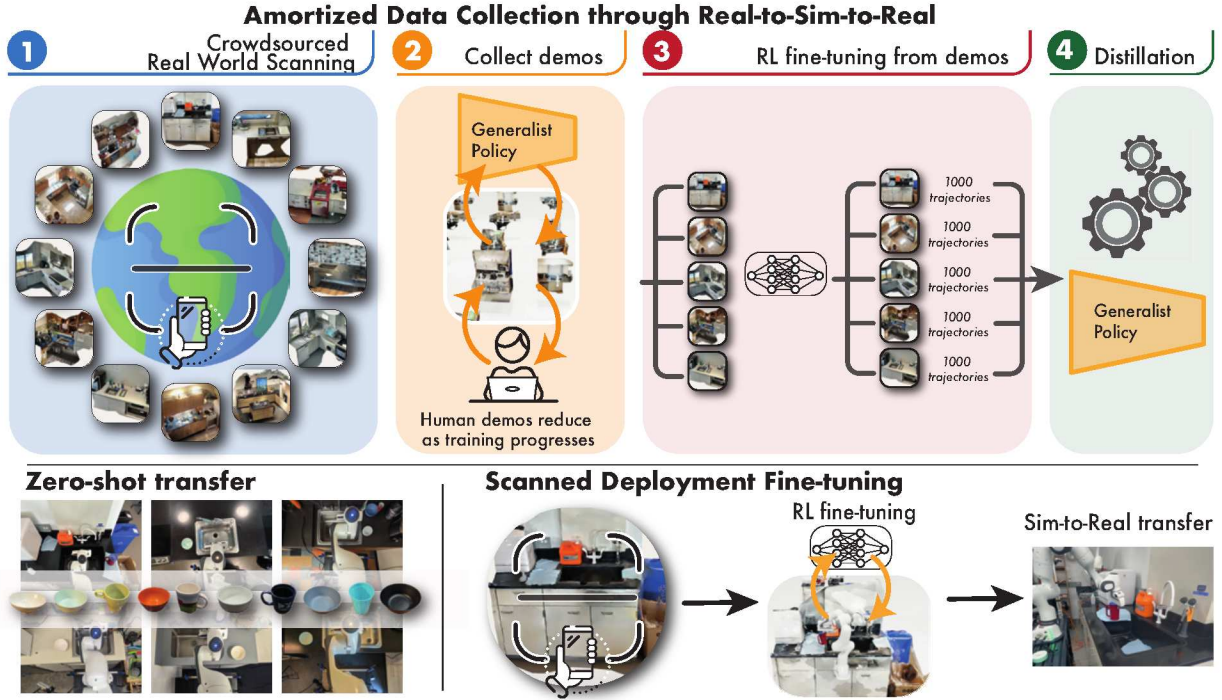 Amortized Data Collection through Real-to-Sim-to-Real
1
Crowdsourced
Real World Scanning
2
Collect demos
3
RL fine-tuning from demos
4
Distillation
Generalist
Policy
Human demos reduce
as training progresses
1000
trajectories
1000
trajectories
1000
trajectories
1000
trajectories
1000
trajectories
Generalist
Policy
Zero-shot transfer
Scanned Deployment Fine-tuning
RL fine-tuning
Sim-to-Real transfer